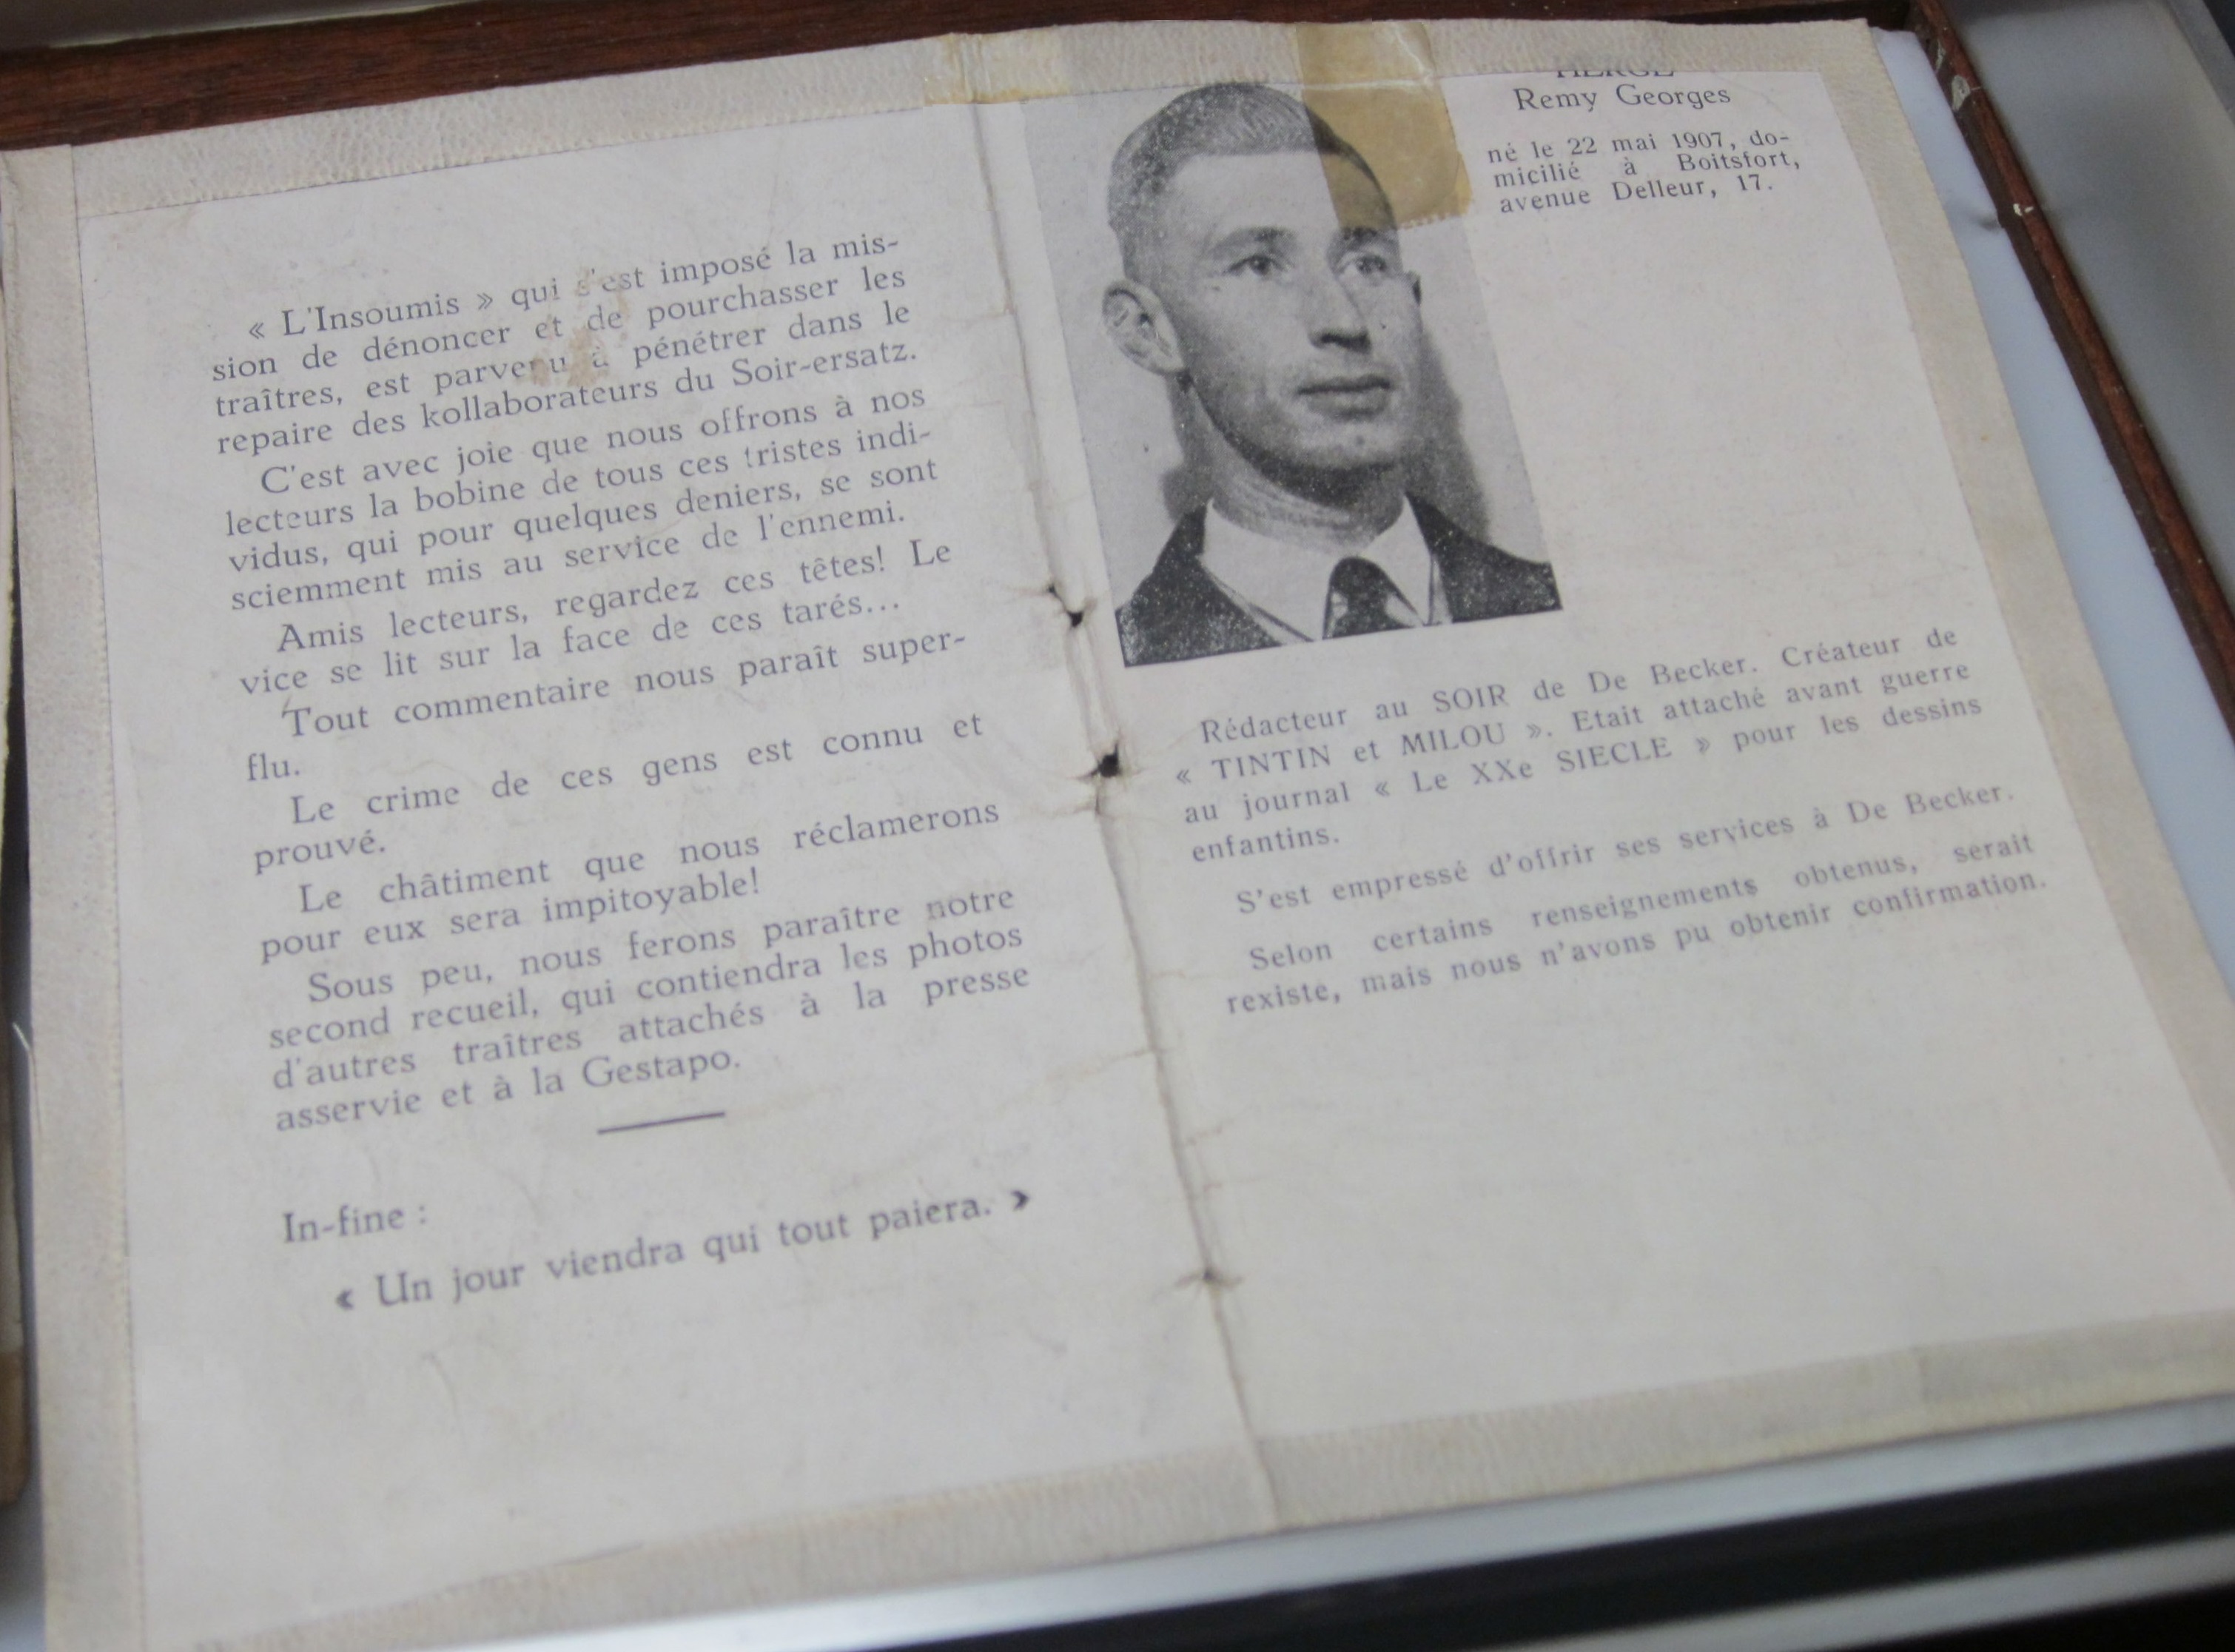 « L'Insoumis » qui s'est imposé la mis-
sion de dénoncer et de pourchasser les
traîtres, est parvenu à pénétrer dans le
repaire des kollaborateurs du Soir-ersatz.
C'est avec joie que nous offrons à nos
lecteurs la bobine de tous ces tristes indi-
vidus, qui pour quelques deniers, se sont
sciemment mis au service de l'ennemi.
Amis lecteurs, regardez ces têtes! Le
vice se lit sur la face de ces tarés...
Tout commentaire nous paraît super-
flu.
Le crime de ces gens est connu et
prouvé.
Le châtiment que nous réclamerons
pour eux sera impitoyable!
Sous peu, nous ferons paraître notre
second recueil, qui contiendra les photos
d'autres traîtres attachés à la presse
asservie et à la Gestapo.
In-fine :
« Un jour viendra qui tout paiera. »
HERGE
Remy Georges
né le 22 mai 1907, do-
micilié à Boitsfort,
avenue Delleur, 17.
Rédacteur au SOIR de De Becker. Créateur de
« TINTIN et MILOU ». Etait attaché avant guerre
au journal « Le XXe SIECLE » pour les dessins
enfantins.
S'est empressé d'offrir ses services à De Becker.
Selon certains renseignements obtenus, serait
rexiste, mais nous n'avons pu obtenir confirmation.